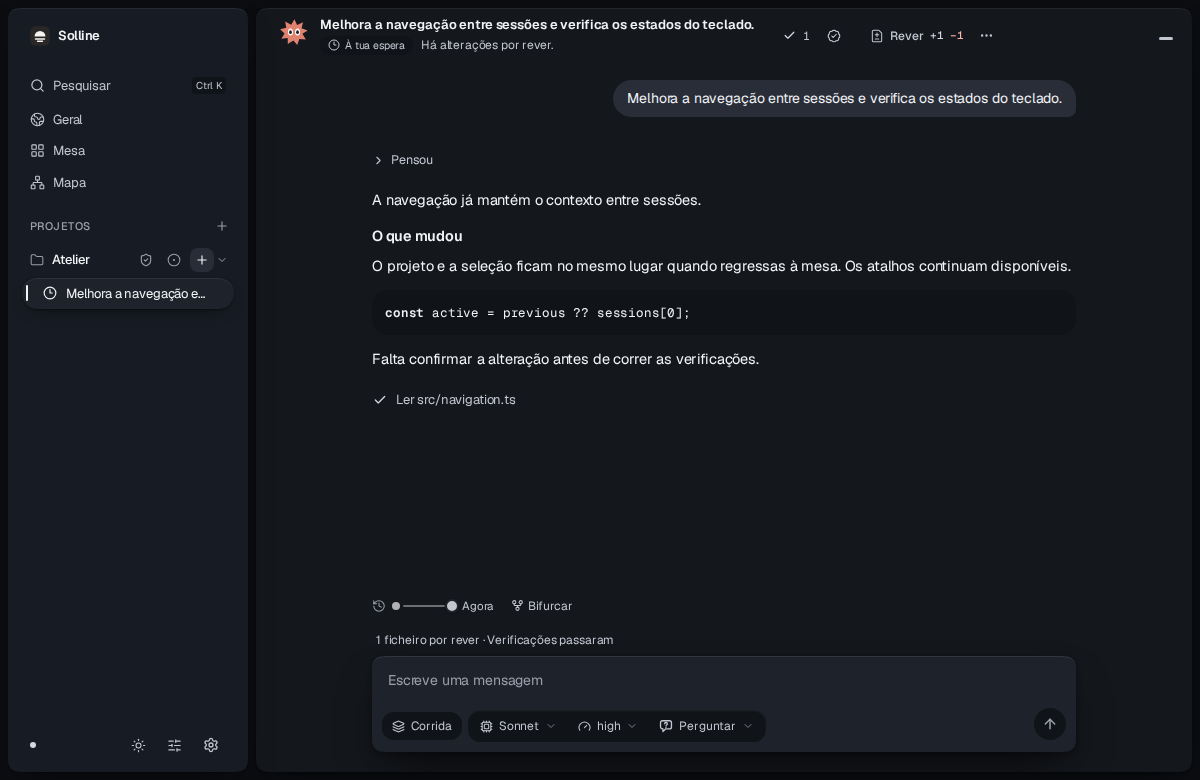 Solline
Pesquisar Ctrl K
Geral
Mesa
Mapa
PROJETOS
Atelier
Melhora a navegação e...
Melhora a navegação entre sessões e verifica os estados do teclado.
À tua espera Há alterações por rever.
1
Rever +1 −1
Melhora a navegação entre sessões e verifica os estados do teclado.
Pensou
A navegação já mantém o contexto entre sessões.
O que mudou
O projeto e a seleção ficam no mesmo lugar quando regressas à mesa. Os atalhos continuam disponíveis.
const active = previous ?? sessions[0];
Falta confirmar a alteração antes de correr as verificações.
Ler src/navigation.ts
Agora Bifurcar
1 ficheiro por rever · Verificações passaram
Escreve uma mensagem
Corrida Sonnet high Perguntar